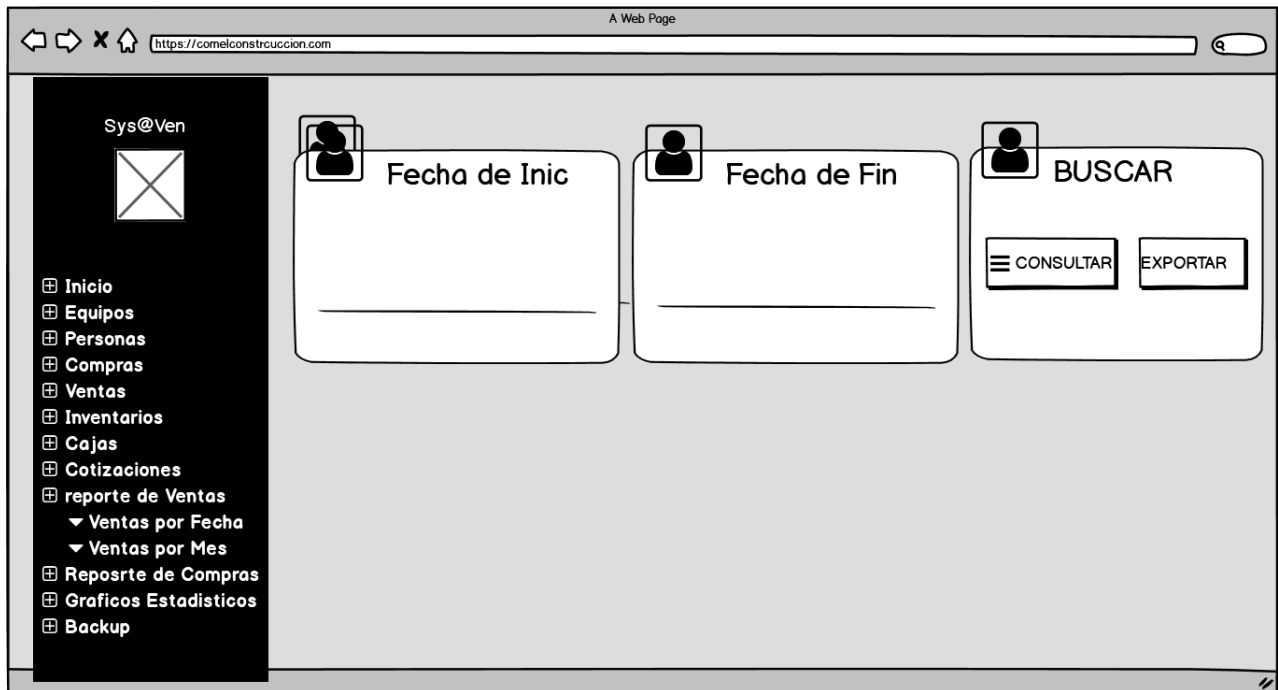 A Web Page
https://comelconstrcuccion.com
Sys@Ven
Inicio
Equipos
Personas
Compras
Ventas
Inventarios
Cajas
Cotizaciones
reporte de Ventas
Ventas por Fecha
Ventas por Mes
Reposrte de Compras
Graficos Estadisticos
Backup
Fecha de Inic
Fecha de Fin
BUSCAR
CONSULTAR
EXPORTAR